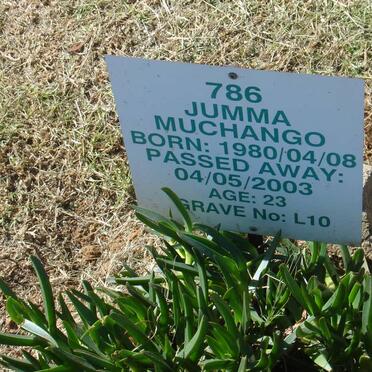 786
JUMMA
MUCHANGO
BORN: 1980/04/08
PASSED AWAY:
04/05/2003
AGE: 23
GRAVE No: L10